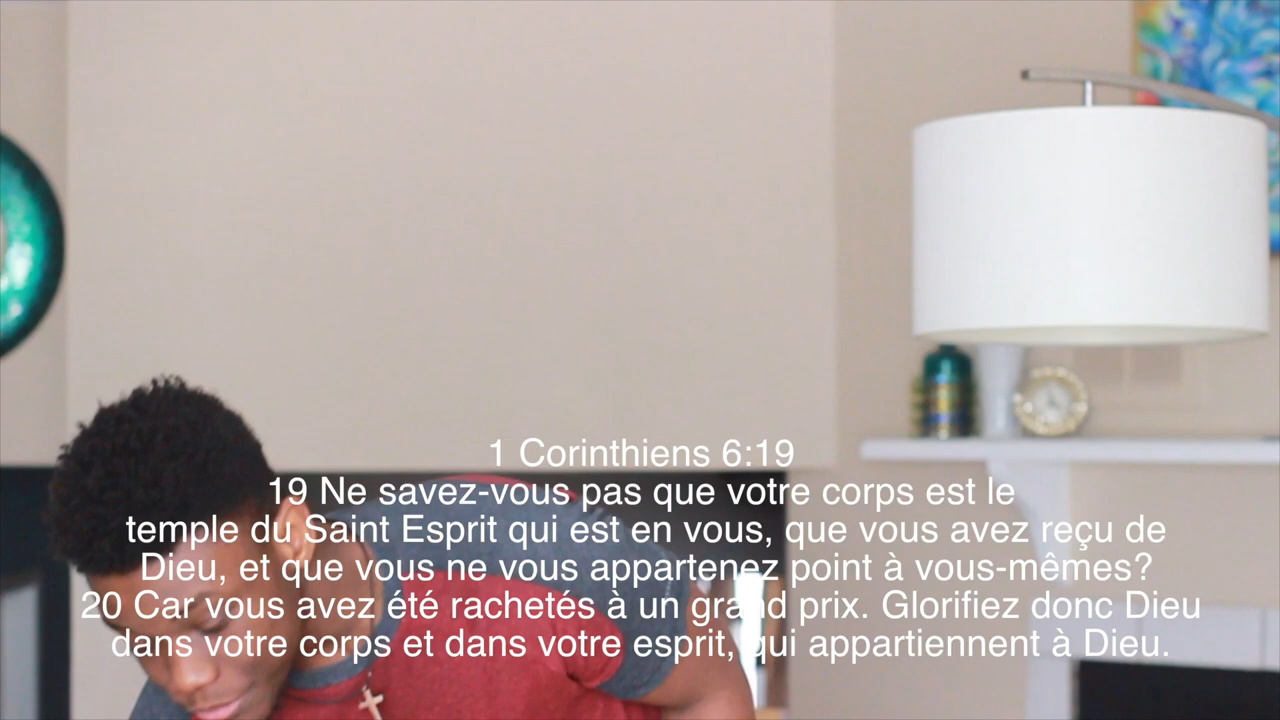 1 Corinthiens 6:19
19 Ne savez-vous pas que votre corps est le
temple du Saint Esprit qui est en vous, que vous avez reçu de
Dieu, et que vous ne vous appartenez point à vous-mêmes?
20 Car vous avez été rachetés à un grand prix. Glorifiez donc Dieu
dans votre corps et dans votre esprit, qui appartiennent à Dieu.